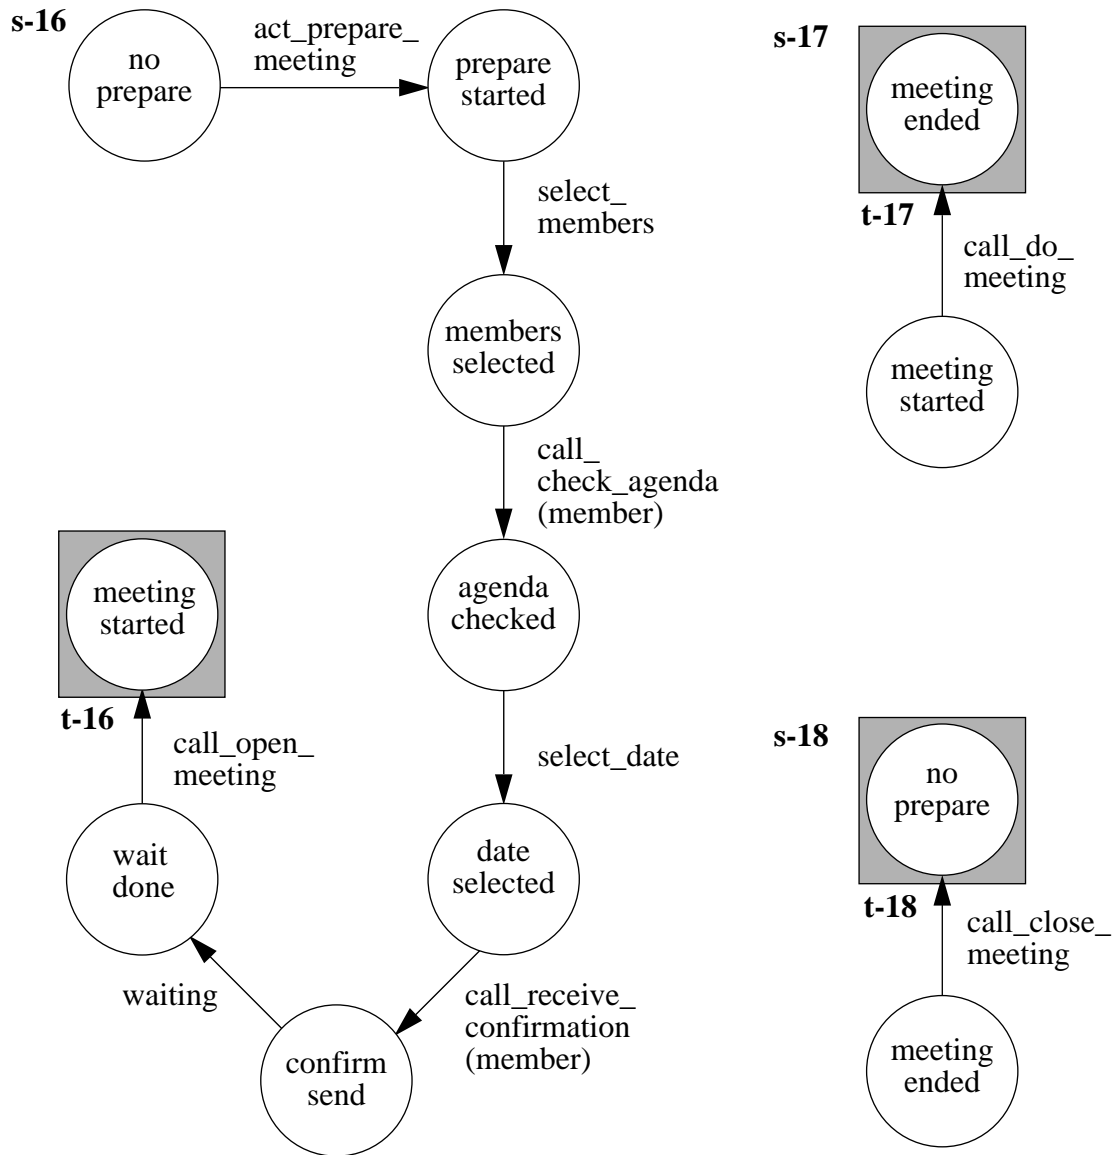 s-16
no
prepare
act_prepare_
meeting
prepare
started
select_
members
members
selected
call_
check_agenda
(member)
agenda
checked
select_date
date
selected
call_receive_
confirmation
(member)
confirm
send
waiting
wait
done
call_open_
meeting
t-16
meeting
started
s-17
meeting
ended
t-17
call_do_
meeting
meeting
started
s-18
no
prepare
t-18
call_close_
meeting
meeting
ended